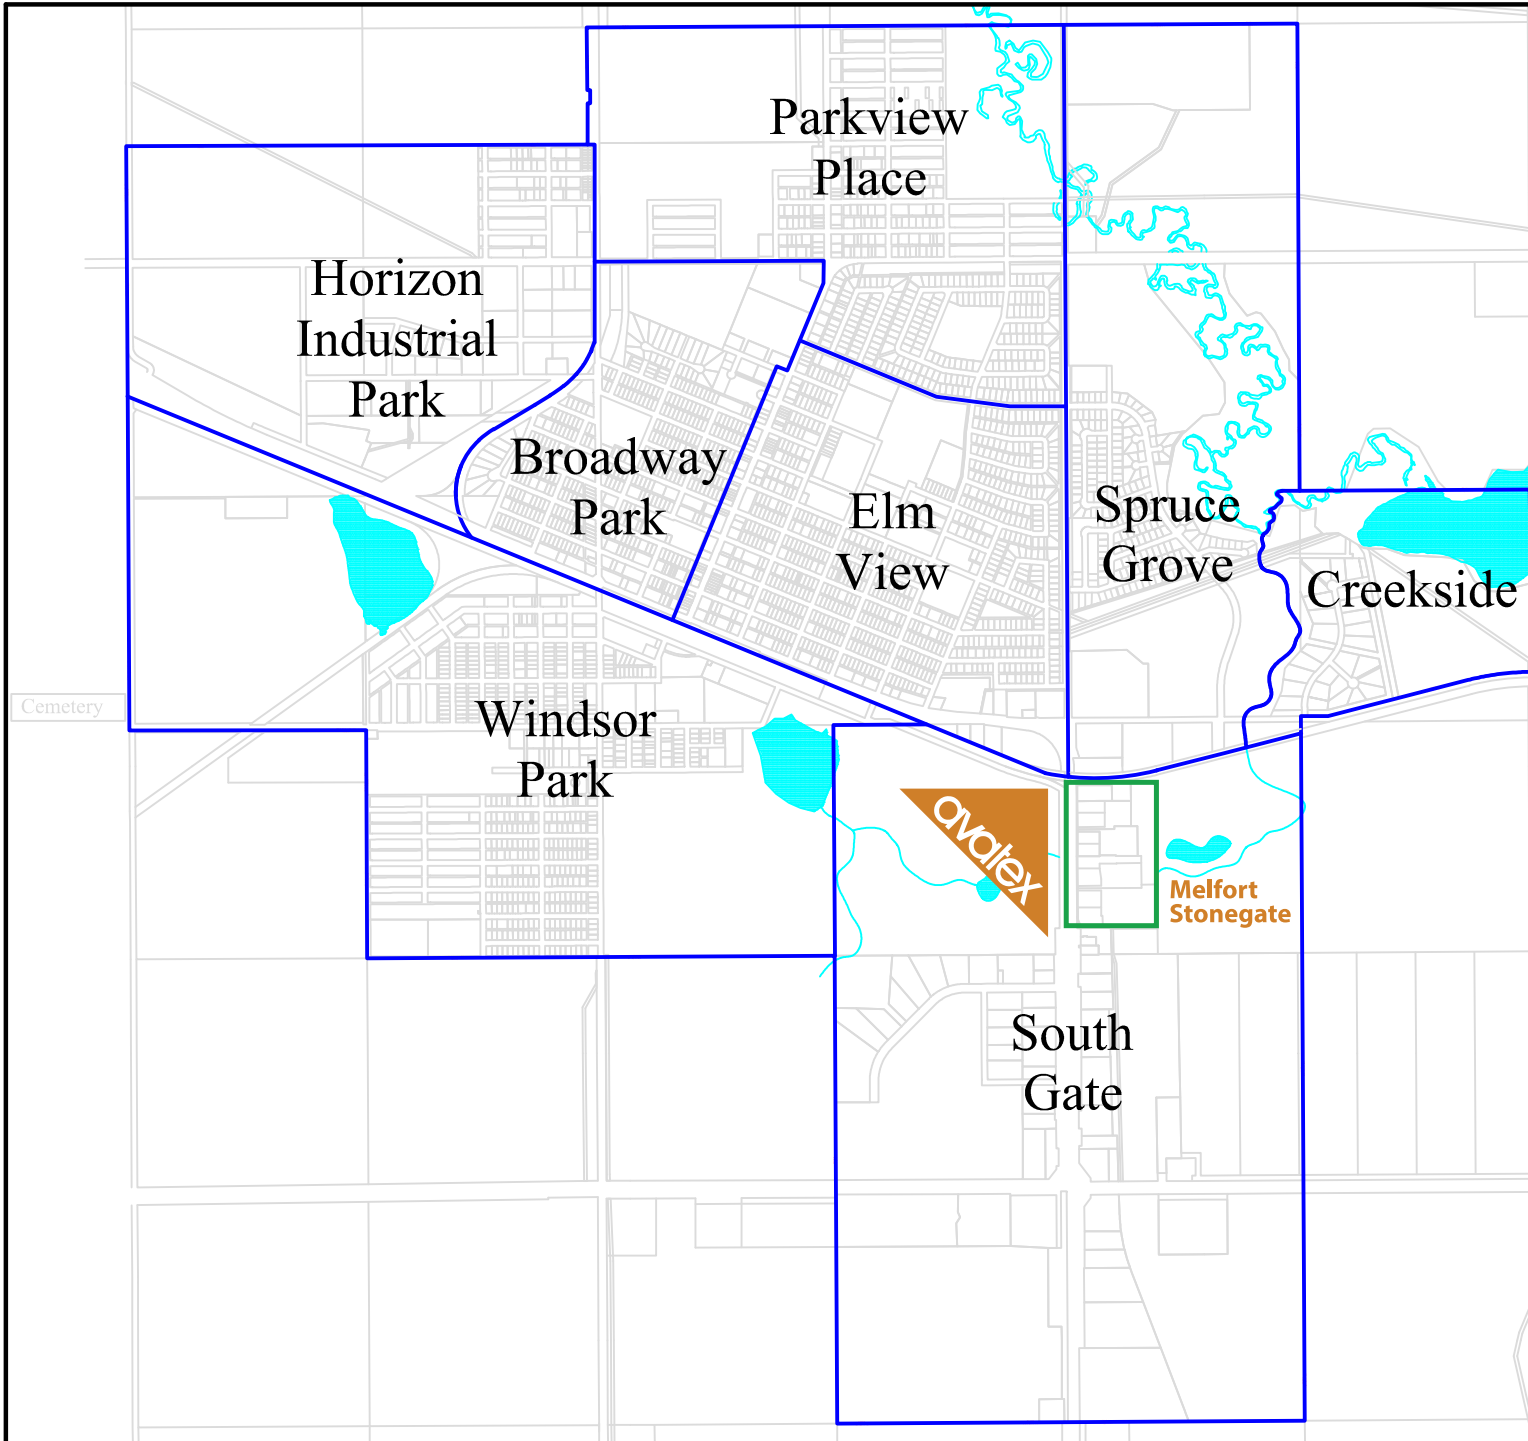 Parkview
Place
Horizon
Industrial
Park
Broadway
Park
Elm
View
Spruce
Grove
Creekside
Cemetery
Windsor
Park
avatex
Melfort
Stonegate
South
Gate